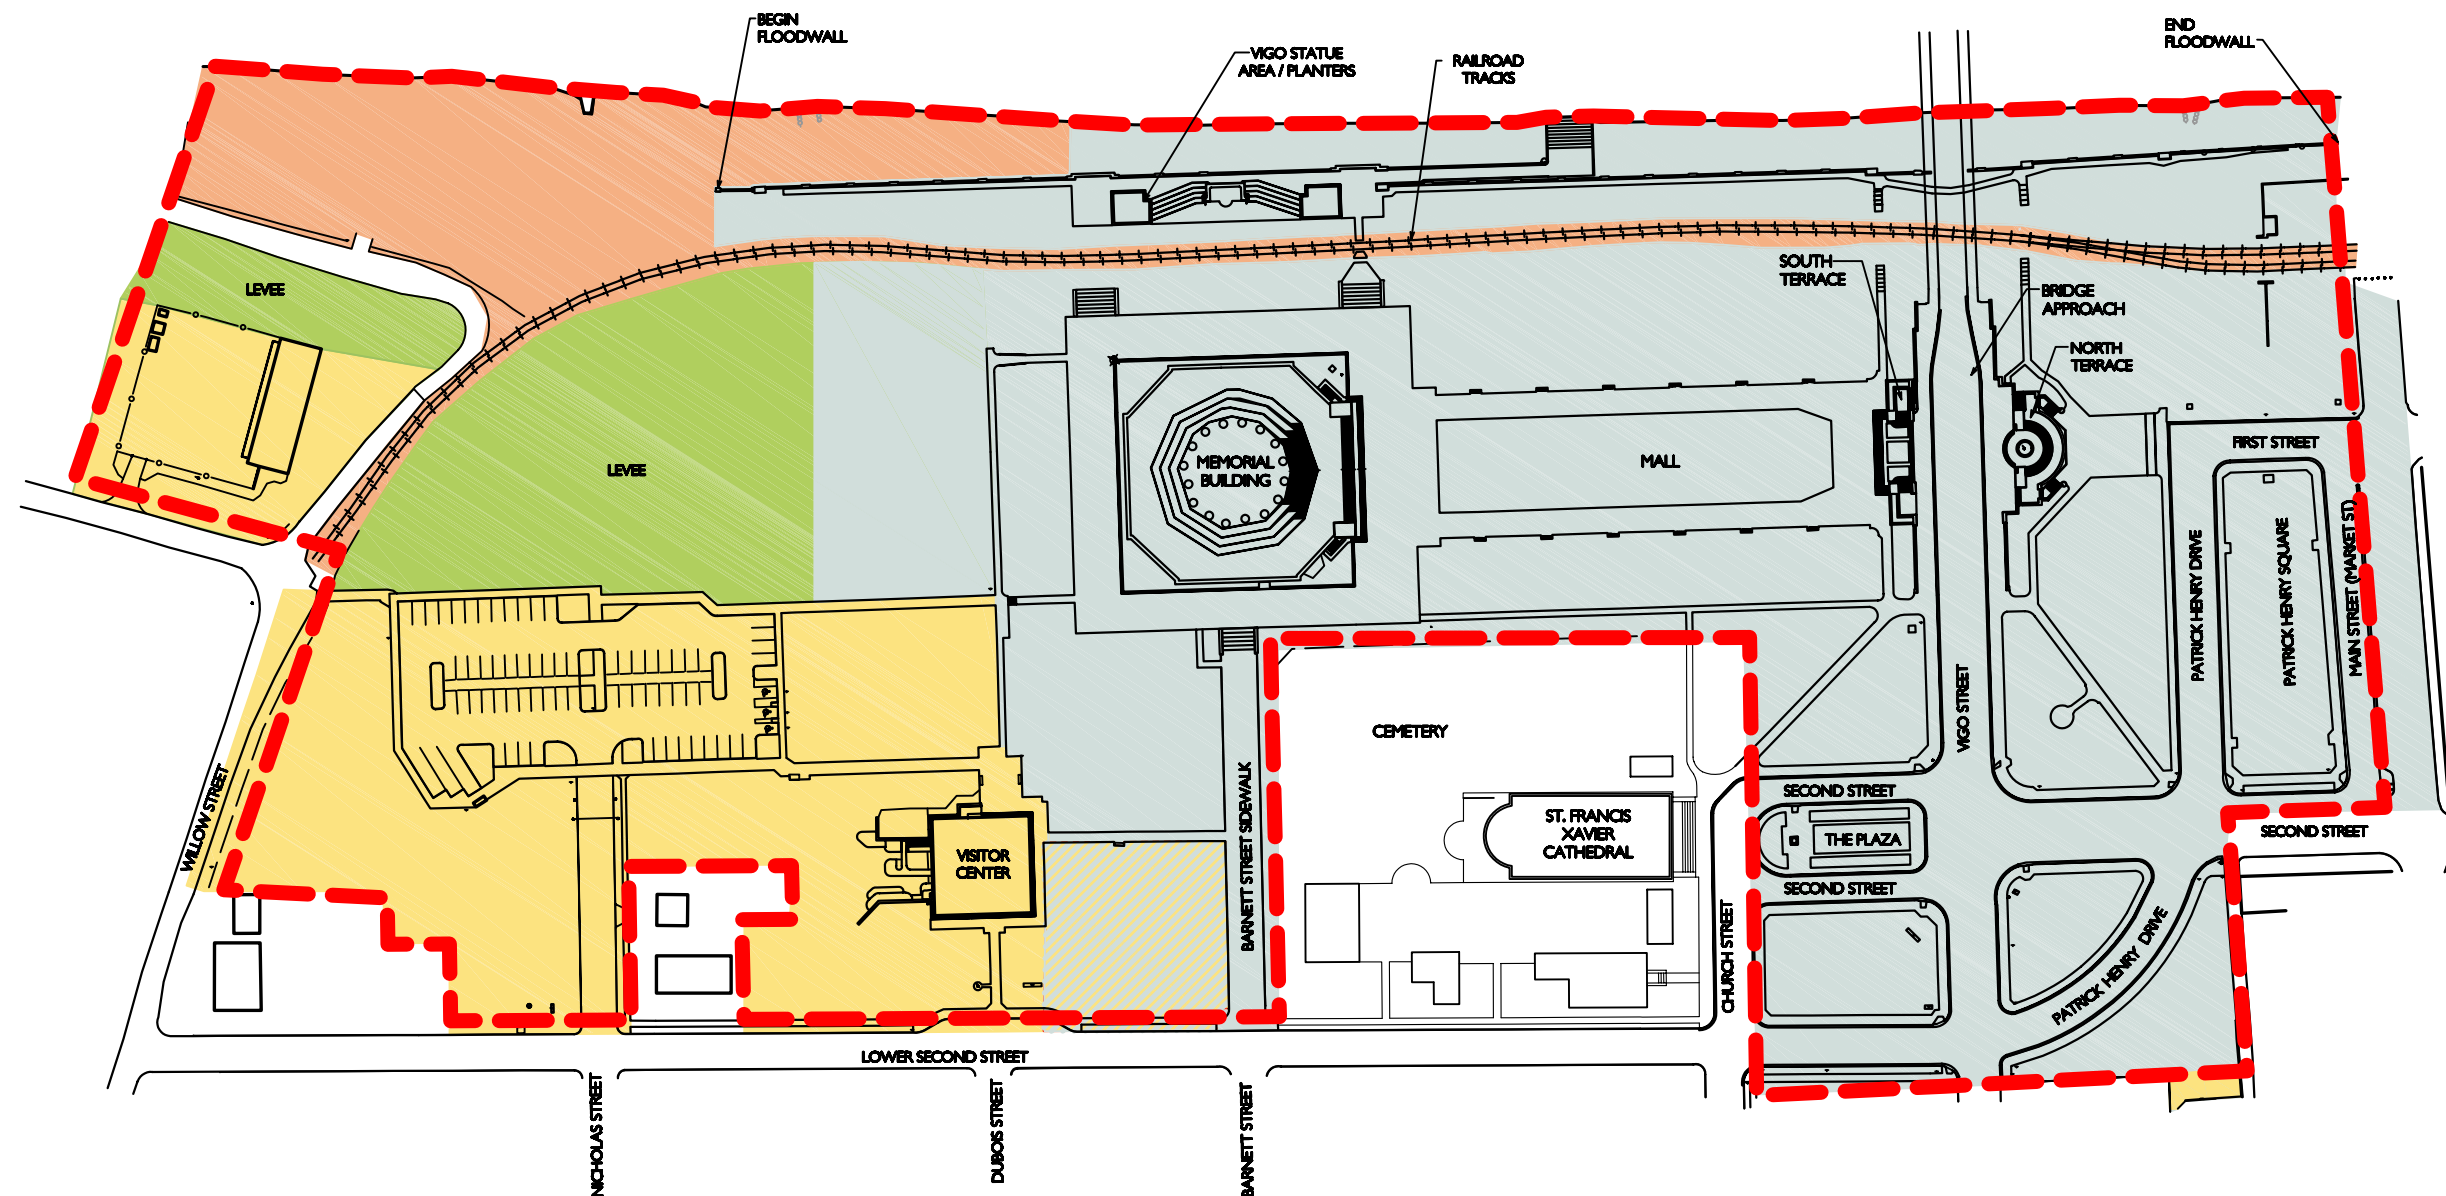 BEGIN
FLOODWALL
VIGO STATUE
AREA / PLANTERS
RAILROAD
TRACKS
END
FLOODWALL
SOUTH
TERRACE
BRIDGE
APPROACH
NORTH
TERRACE
LEVEE
LEVEE
MEMORIAL
BUILDING
MALL
FIRST STREET
PATRICK HENRY DRIVE
PATRICK HENRY SQUARE
MAIN STREET (MARKET ST)
VIGO STREET
CEMETERY
WILLOW STREET
BARNETT STREET SIDEWALK
SECOND STREET
ST. FRANCIS
XAVIER
CATHEDRAL
THE PLAZA
SECOND STREET
VISITOR
CENTER
SECOND STREET
CHURCH STREET
PATRICK HENRY DRIVE
LOWER SECOND STREET
NICHOLAS STREET
DUBOIS STREET
BARNETT STREET